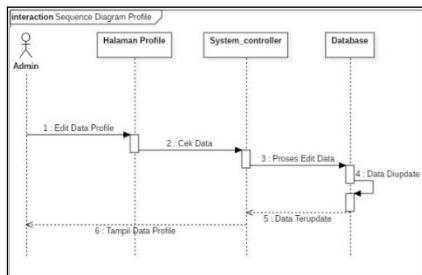 interaction Sequence Diagram Profile
Halaman Profile
System_controller
Database
Admin
1 : Edit Data Profile
2 : Cek Data
3 : Proses Edit Data
4 : Data Diupdate
5 : Data Terupdate
6 : Tampil Data Profile